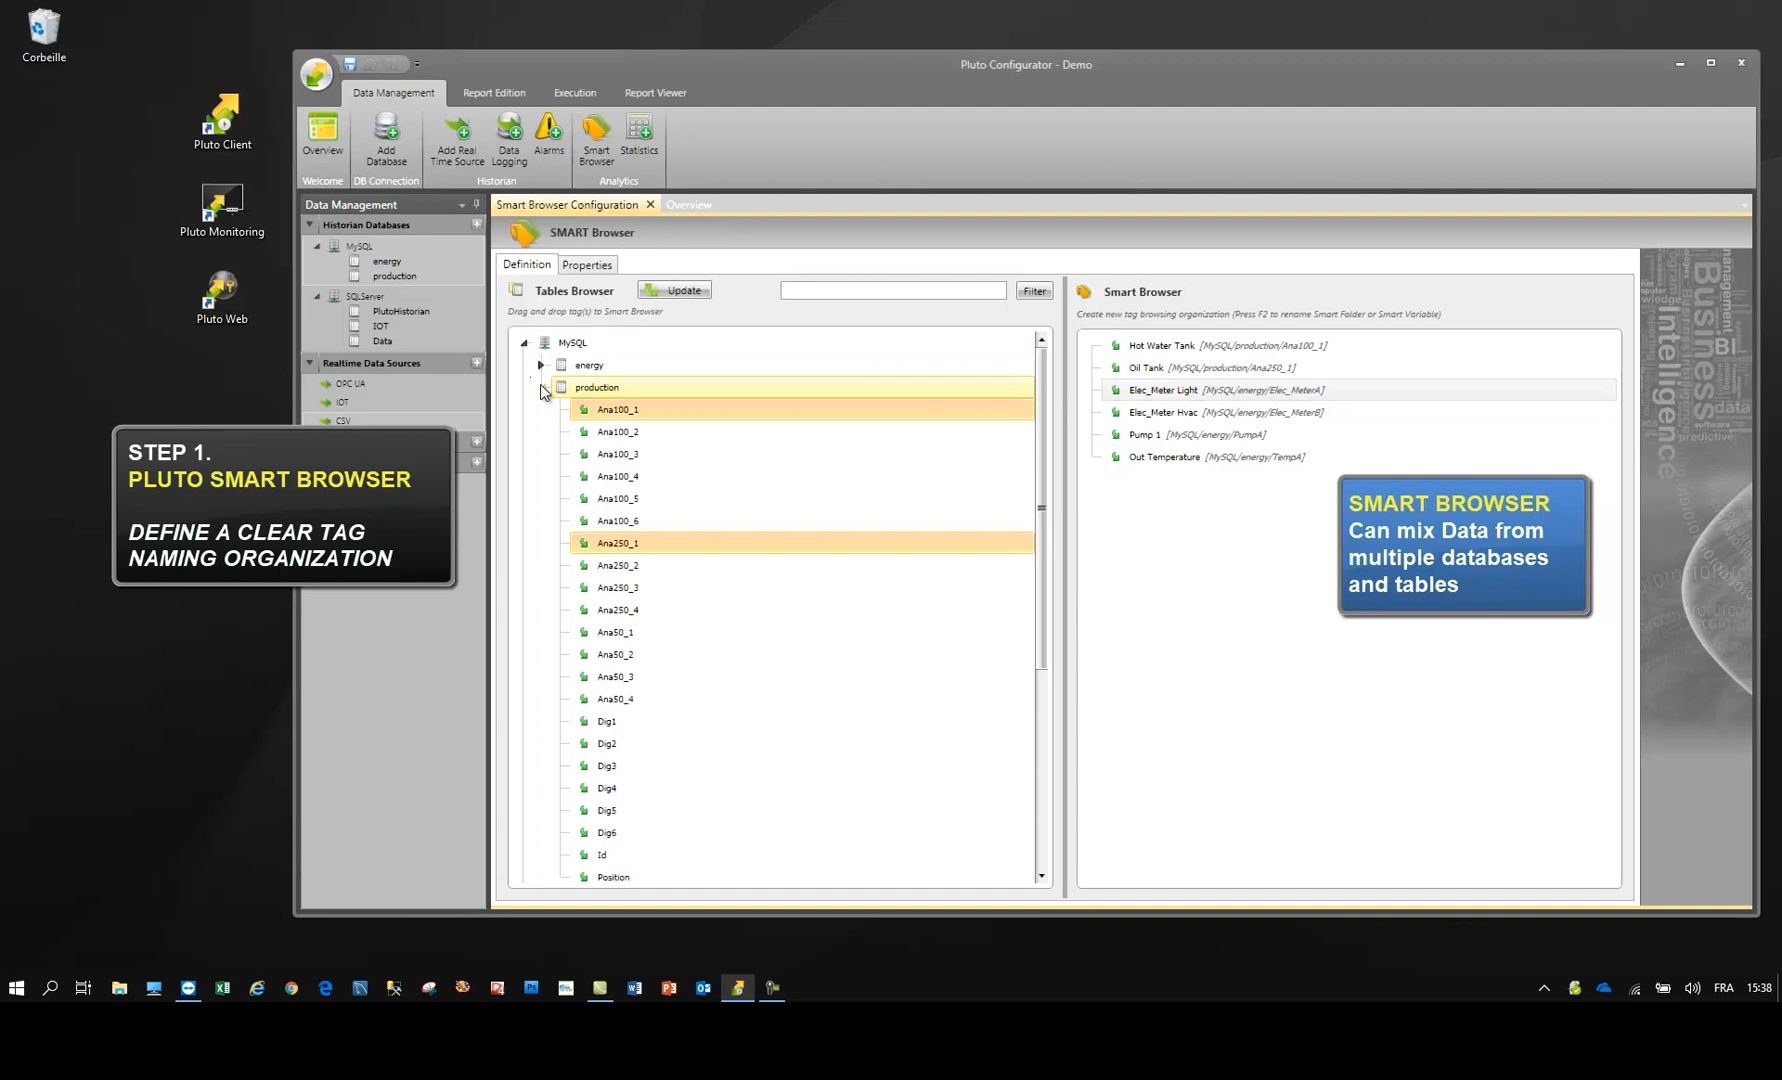 Corbeille
Pluto Client
Pluto Monitoring
Pluto Web
Pluto Configurator - Demo
Data Management
Report Edition
Execution
Report Viewer
Overview
Add
Database
Add Real
Time Source
Data
Logging
Alarms
Smart
Browser
Statistics
Welcome
DB Connection
Historian
Analytics
Data Management
Historian Databases
MySQL
energy
production
SQLServer
PlutoHistorian
IOT
Data
Realtime Data Sources
OPC UA
IOT
CSV
STEP 1.
PLUTO SMART BROWSER
DEFINE A CLEAR TAG
NAMING ORGANIZATION
Smart Browser Configuration
Overview
SMART Browser
Definition
Properties
Tables Browser
Update
Filter
Drag and drop tag(s) to Smart Browser
MySQL
energy
production
Ana100_1
Ana100_2
Ana100_3
Ana100_4
Ana100_5
Ana100_6
Ana250_1
Ana250_2
Ana250_3
Ana250_4
Ana50_1
Ana50_2
Ana50_3
Ana50_4
Dig1
Dig2
Dig3
Dig4
Dig5
Dig6
Id
Position
Smart Browser
Create new tag browsing organization (Press F2 to rename Smart Folder or Smart Variable)
Hot Water Tank [MySQL/production/Ana100_1]
Oil Tank [MySQL/production/Ana250_1]
Elec_Meter Light [MySQL/energy/Elec_MeterA]
Elec_Meter Hvac [MySQL/energy/Elec_MeterB]
Pump 1 [MySQL/energy/PumpA]
Out Temperature [MySQL/energy/TempA]
SMART BROWSER
Can mix Data from
multiple databases
and tables
Business
Intelligence
management
BI
data
software
predictive
FRA
15:38